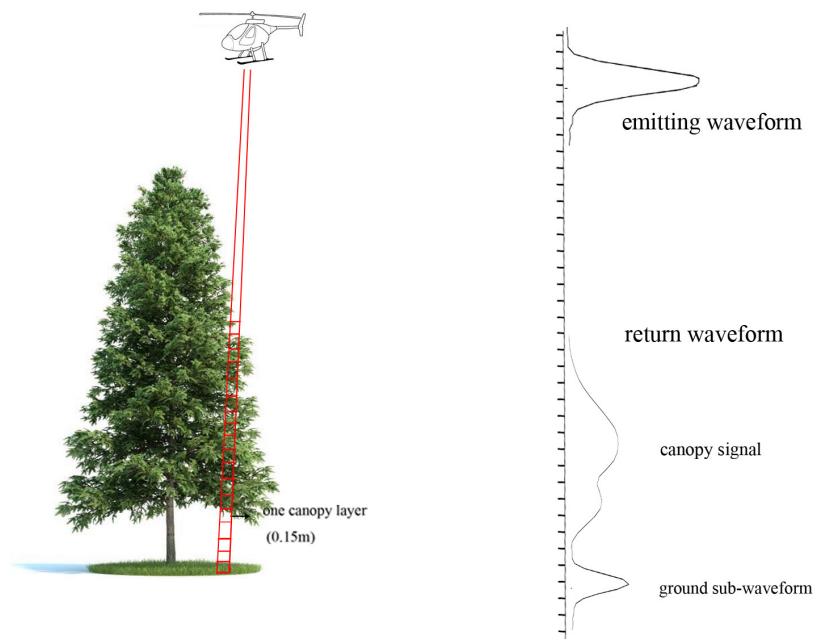 emitting waveform
return waveform
canopy signal
one canopy layer
(0.15m)
ground sub-waveform